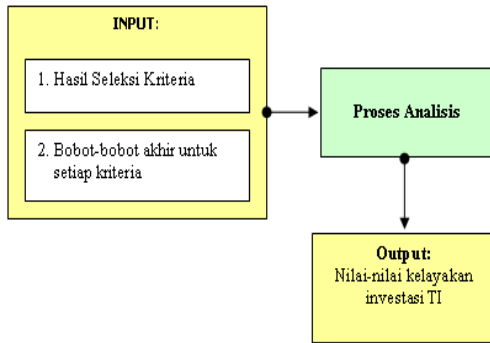 INPUT:
1. Hasil Seleksi Kriteria
2. Bobot-bobot akhir untuk
setiap kriteria
Proses Analisis
Output:
Nilai-nilai kelayakan
investasi TI